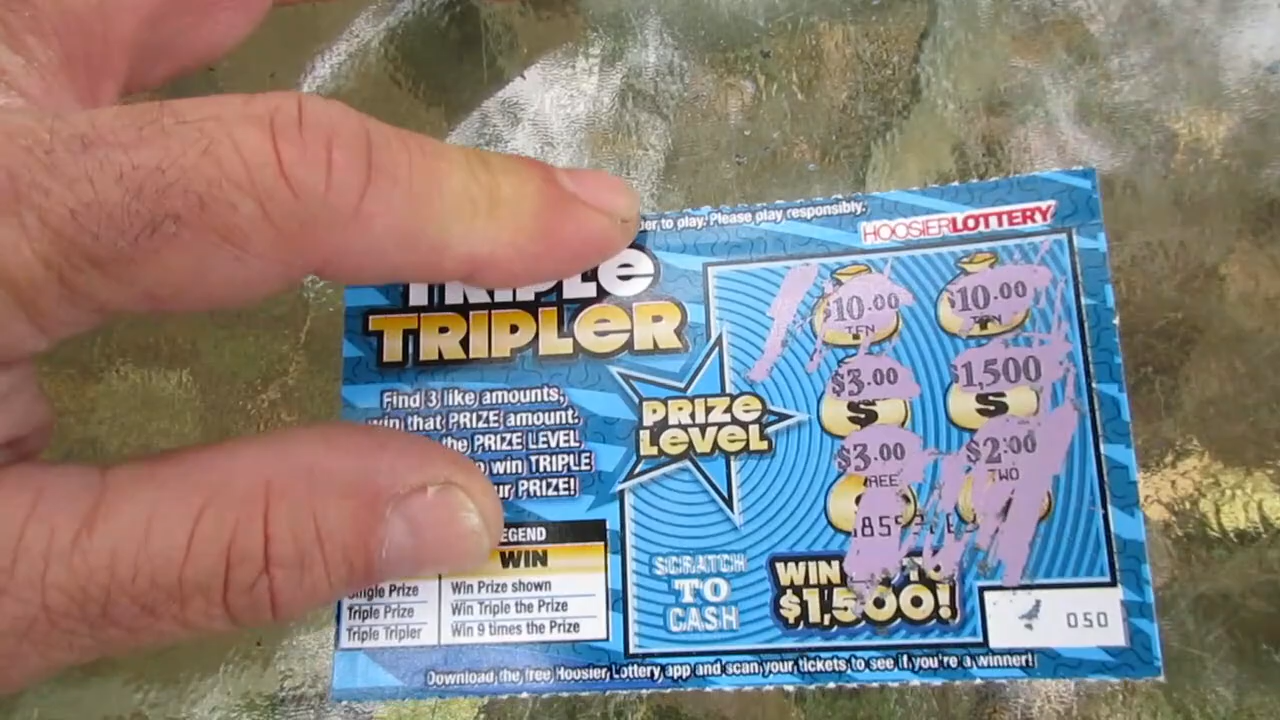 to play. Please play responsibly.
HOOSIERLOTTERY
TRIPLE
TRIPLER
Find 3 like amounts,
win that PRIZE amount.
the PRIZE LEVEL
win TRIPLE
PRIZE!
PRIZE
LEVEL
$10.00
TEN
$10.00
TEN
$3.00
$
$1,500
$
$3.00
$2.00
TWO
WIN
Single Prize
Win Prize shown
Triple Prize
Win Triple the Prize
Triple Tripler
Win 9 times the Prize
SCRATCH
TO
CASH
WIN UP TO
$1,500!
050
Download the free Hoosier Lottery app and scan your tickets to see if you're a winner!